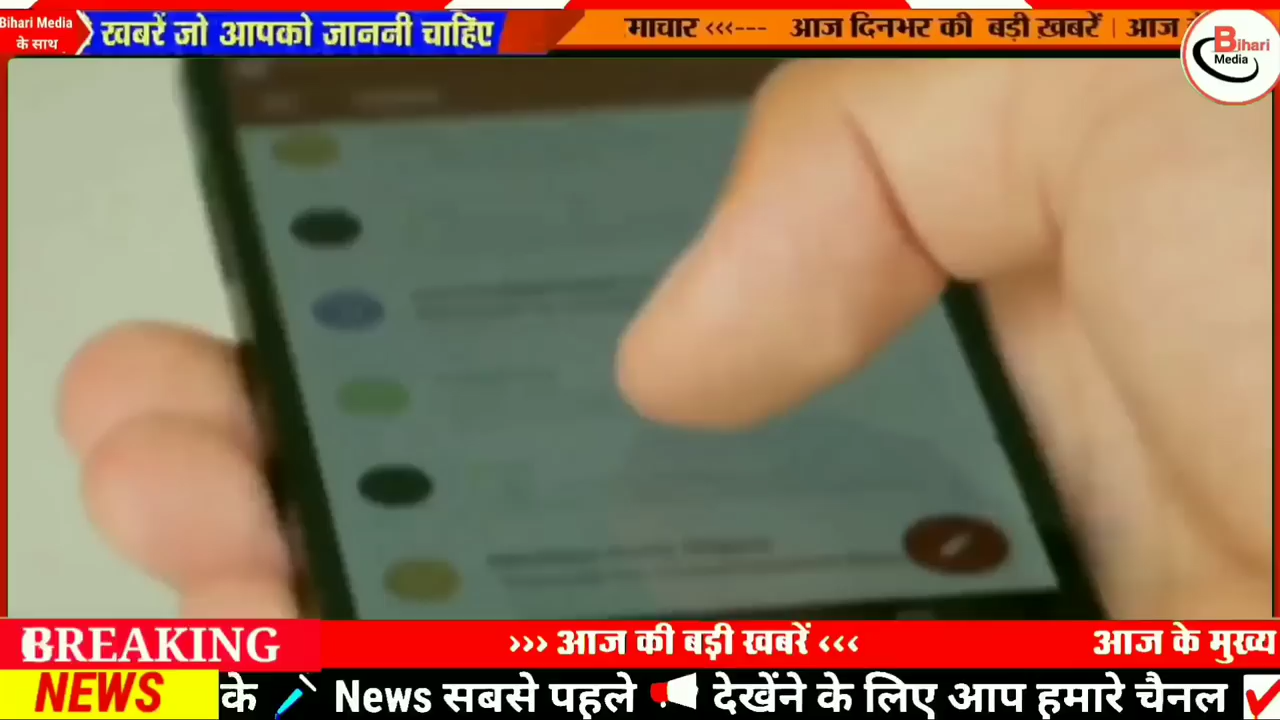 Bihari Media
के साथ
खबरें जो आपको जाननी चाहिए
माचार <<<--- आज दिनभर की बड़ी ख़बरें | आज
Bihari
Media
BREAKING
>>> आज की बड़ी खबरें <<< आज के मुख्य
NEWS
के News सबसे पहले देखेंने के लिए आप हमारे चैनल